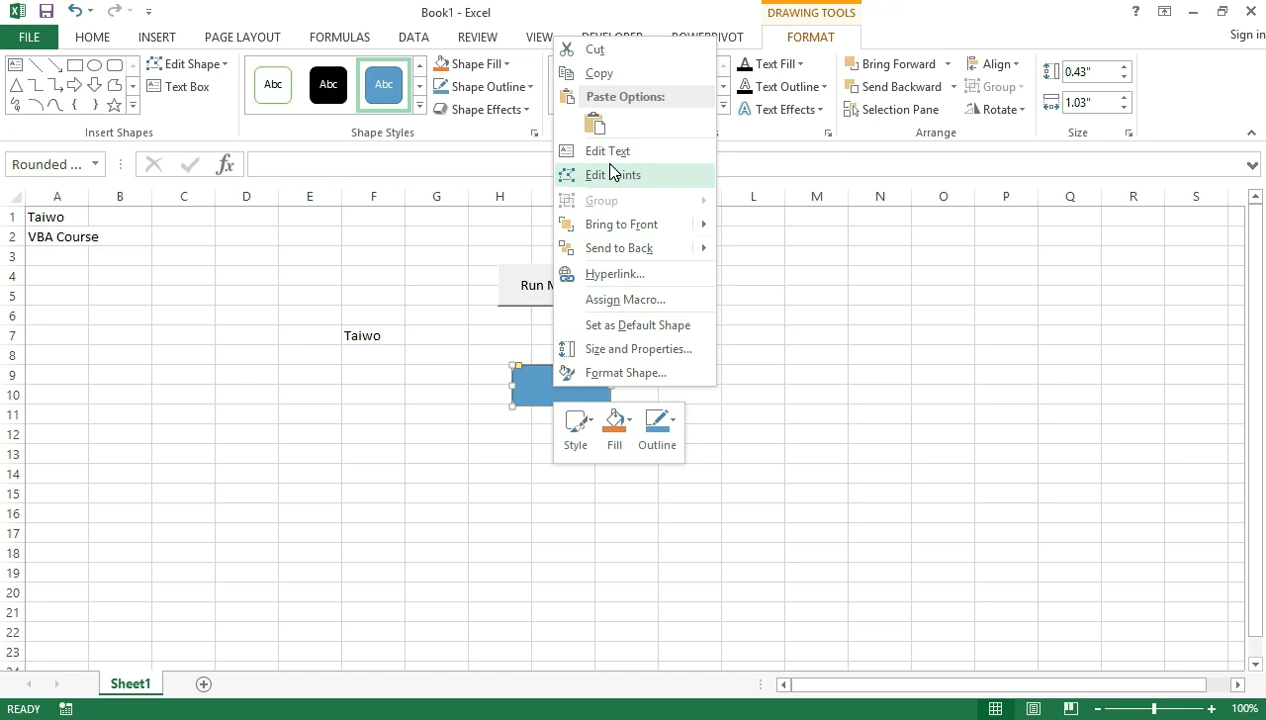 Book1 - Excel
DRAWING TOOLS
?
FILE
HOME
INSERT
PAGE LAYOUT
FORMULAS
DATA
REVIEW
VIEW
DEVELOPER
POWERPIVOT
FORMAT
Sign in
Edit Shape
Text Box
Insert Shapes
Abc
Abc
Abc
Shape Fill
Shape Outline
Shape Effects
Shape Styles
Text Fill
Text Outline
Text Effects
Bring Forward
Send Backward
Selection Pane
Align
Group
Rotate
Arrange
0.43"
1.03"
Size
Rounded ...
fx
A B C D E F G H L M N O P Q R S
1 Taiwo
2 VBA Course
3
4
5
6
7 Taiwo
8
9
10
11
12
13
14
15
16
17
18
19
20
21
22
23
Run M
Cut
Copy
Paste Options:
Edit Text
Edit Points
Group
Bring to Front
Send to Back
Hyperlink...
Assign Macro...
Set as Default Shape
Size and Properties...
Format Shape...
Style
Fill
Outline
Sheet1
READY
100%